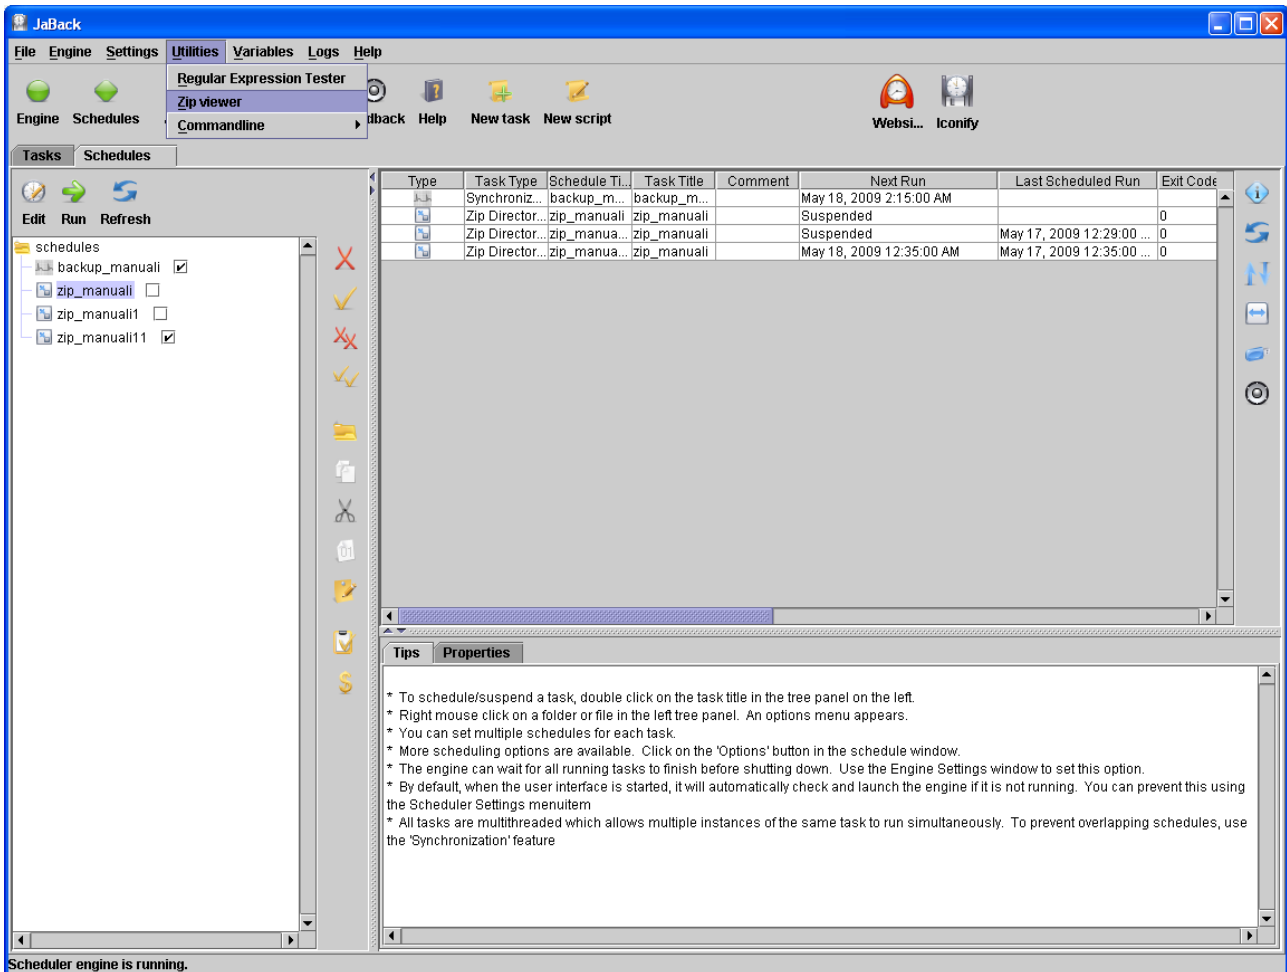 JaBack
File Engine Settings Utilities Variables Logs Help
Regular Expression Tester
Zip viewer
Commandline
Engine Schedules dback Help New task New script Websi... Iconify
Tasks Schedules
Edit Run Refresh
schedules
backup_manuali
zip_manuali
zip_manuali1
zip_manuali11
Type Task Type Schedule Ti... Task Title Comment Next Run Last Scheduled Run Exit Code
Synchroniz... backup_m... backup_m... May 18, 2009 2:15:00 AM
Zip Director... zip_manuali zip_manuali Suspended 0
Zip Director... zip_manua... zip_manuali Suspended May 17, 2009 12:29:00 ... 0
Zip Director... zip_manua... zip_manuali May 18, 2009 12:35:00 AM May 17, 2009 12:35:00 ... 0
Tips Properties
* To schedule/suspend a task, double click on the task title in the tree panel on the left.
* Right mouse click on a folder or file in the left tree panel. An options menu appears.
* You can set multiple schedules for each task.
* More scheduling options are available. Click on the 'Options' button in the schedule window.
* The engine can wait for all running tasks to finish before shutting down. Use the Engine Settings window to set this option.
* By default, when the user interface is started, it will automatically check and launch the engine if it is not running. You can prevent this using
the Scheduler Settings menuitem
* All tasks are multithreaded which allows multiple instances of the same task to run simultaneously. To prevent overlapping schedules, use
the 'Synchronization' feature
Scheduler engine is running.